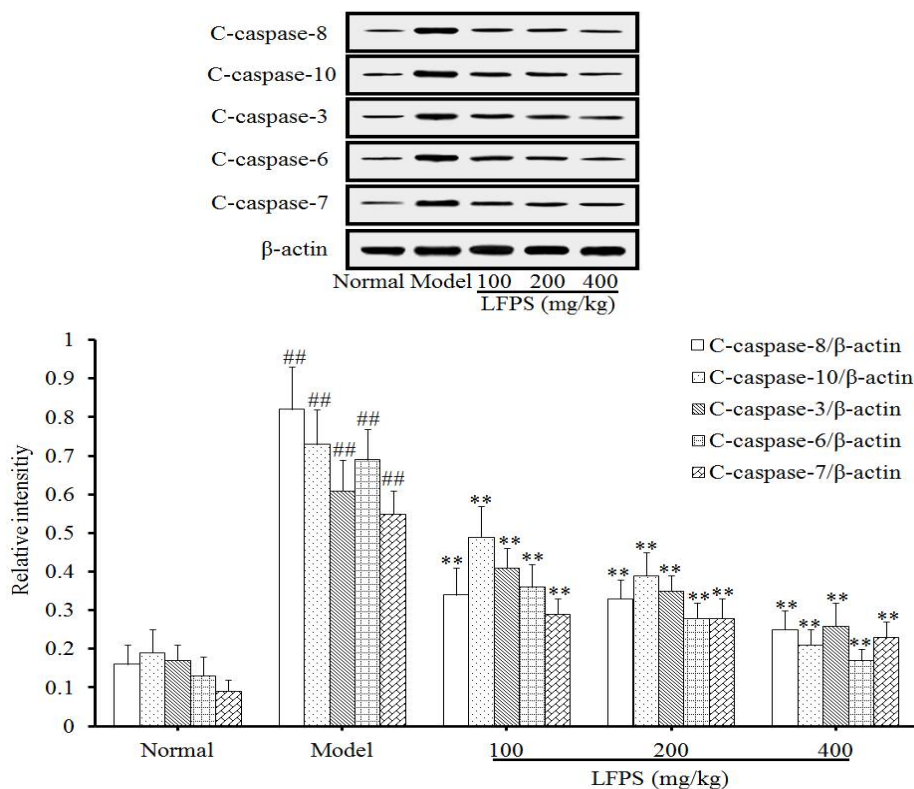 C-caspase-8
C-caspase-10
C-caspase-3
C-caspase-6
C-caspase-7
β-actin
Normal Model 100 200 400
LFPS (mg/kg)
1
0.9
0.8
0.7
0.6
0.5
0.4
0.3
0.2
0.1
0
Relative intensitiy
C-caspase-8/β-actin
C-caspase-10/β-actin
C-caspase-3/β-actin
C-caspase-6/β-actin
C-caspase-7/β-actin
## ## ## ## ##
** ** ** ** **
** ** ** ** **
** ** ** ** **
Normal Model 100 200 400
LFPS (mg/kg)